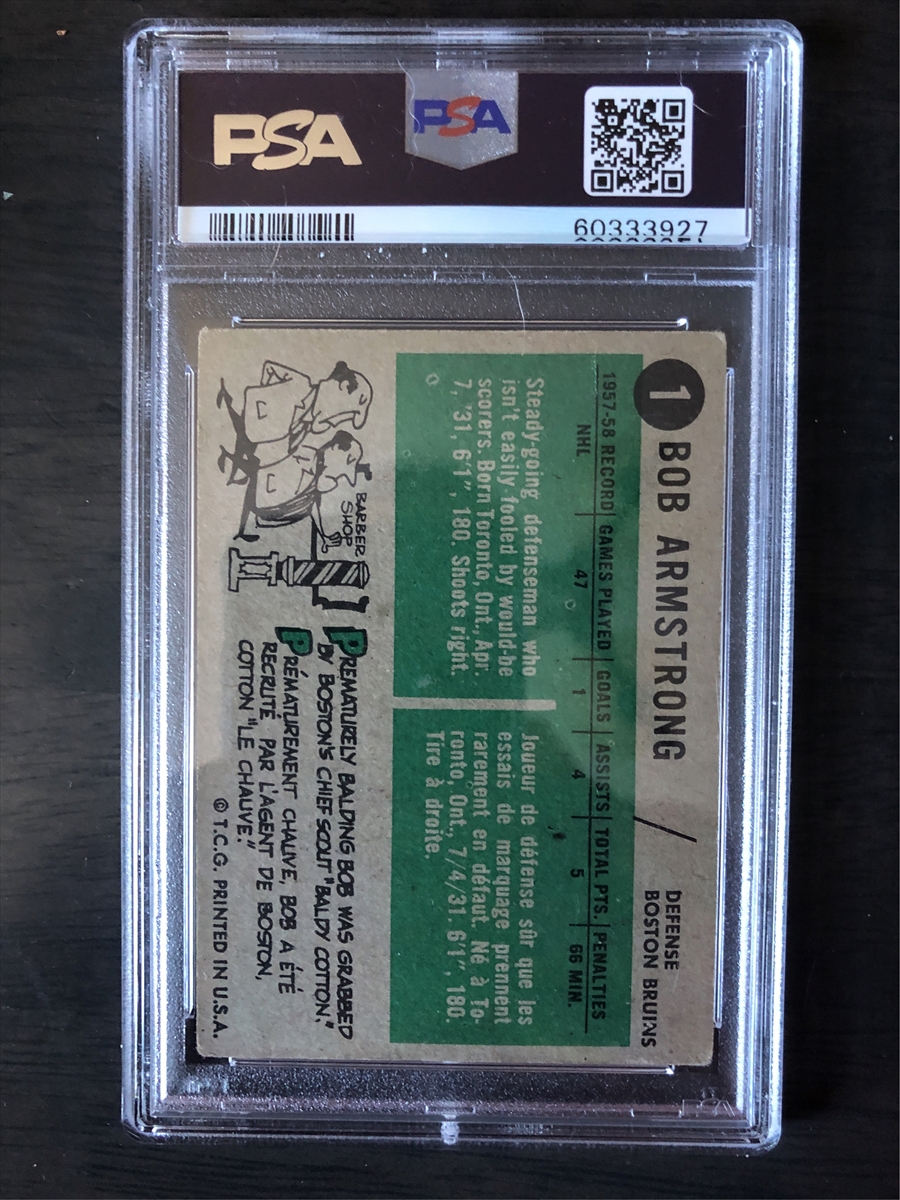 PSA
PSA
60333927
1
BOB ARMSTRONG
DEFENSE
BOSTON BRUINS
1957-58 RECORD GAMES PLAYED GOALS ASSISTS TOTAL PTS. PENALTIES
NHL 47 1 4 5 66 MIN.
Steady-going defenseman who
isn't easily fooled by would-be
scorers. Born Toronto, Ont., Apr.
7, '31, 6'1", 180. Shoots right.
Joueur de défense sûr que les
essais de marquage prennent
rarement en défaut. Né à To-
ronto, Ont., 7/4/31. 6'1", 180.
Tire à droite.
BARBER
SHOP
PREMATURELY BALDING BOB WAS GRABBED
BY BOSTON'S CHIEF SCOUT "BALDY COTTON."
PRÉMATUREMENT CHAUVE, BOB A ÉTÉ
RECRUTÉ, PAR L'AGENT DE BOSTON,
COTTON "LE CHAUVE."
© T.C.G. PRINTED IN U.S.A.